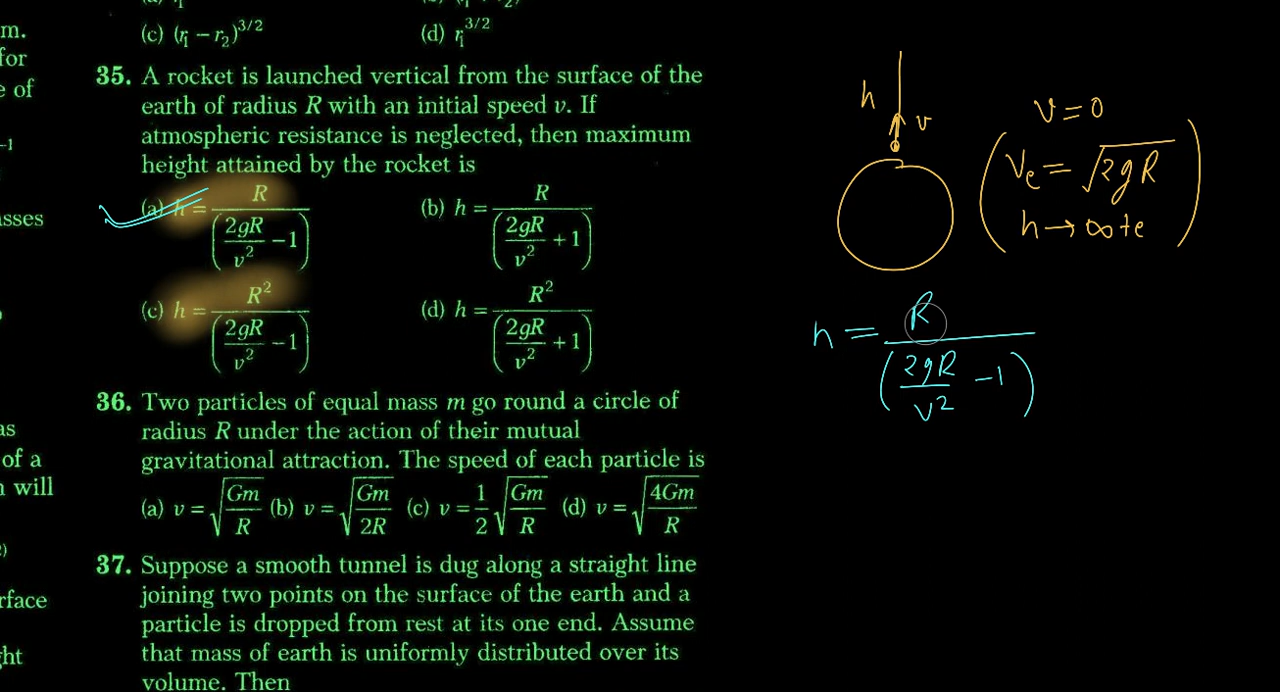 m.
for
e of
-1
asses
as
of a
n will
2)
rface
ght
(c) (r₁ − r₂)^3/2 (d) r₁^3/2
35. A rocket is launched vertical from the surface of the
earth of radius R with an initial speed v. If
atmospheric resistance is neglected, then maximum
height attained by the rocket is
(a) h = R / (2gR/v² − 1) (b) h = R / (2gR/v² + 1)
(c) h = R² / (2gR/v² − 1) (d) h = R² / (2gR/v² + 1)
36. Two particles of equal mass m go round a circle of
radius R under the action of their mutual
gravitational attraction. The speed of each particle is
(a) v = √(Gm/R) (b) v = √(Gm/2R) (c) v = 1/2 √(Gm/R) (d) v = √(4Gm/R)
37. Suppose a smooth tunnel is dug along a straight line
joining two points on the surface of the earth and a
particle is dropped from rest at its one end. Assume
that mass of earth is uniformly distributed over its
volume. Then
h
v
v = 0
(Ve = √2gR
h → ∞te)
h = R / (2gR/v² − 1)